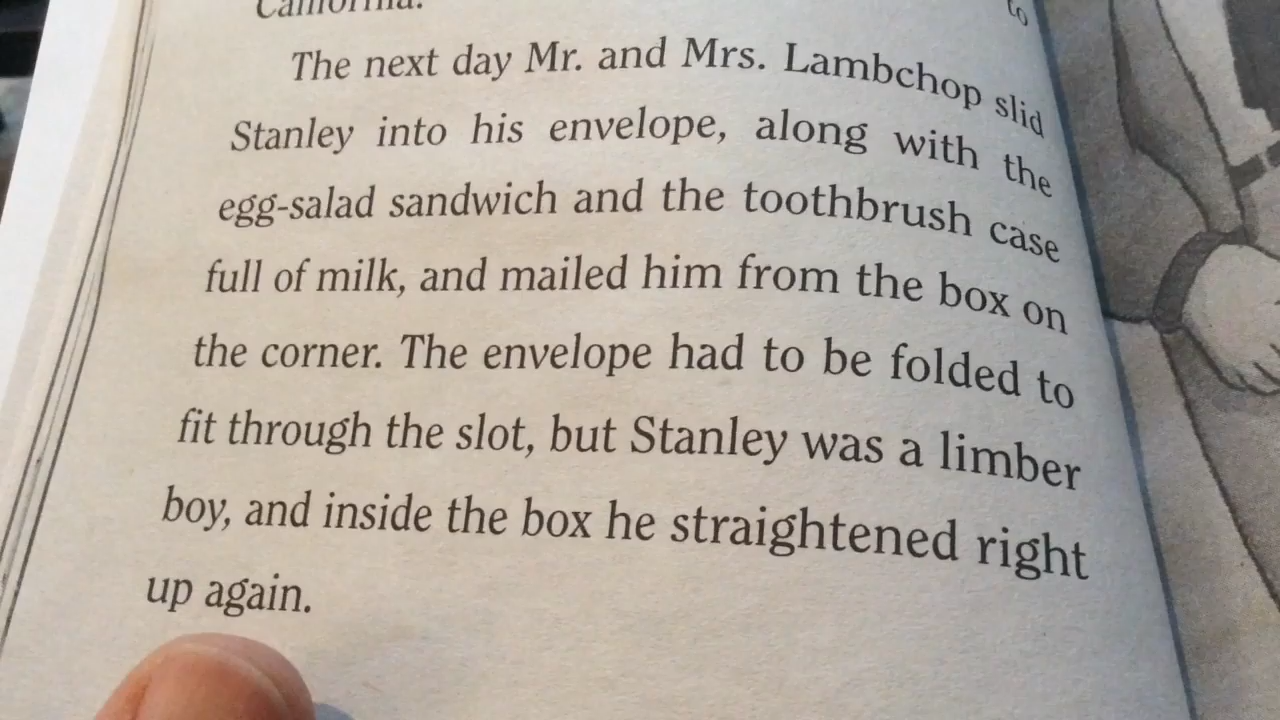 California.
to
The next day Mr. and Mrs. Lambchop slid
Stanley into his envelope, along with the
egg-salad sandwich and the toothbrush case
full of milk, and mailed him from the box on
the corner. The envelope had to be folded to
fit through the slot, but Stanley was a limber
boy, and inside the box he straightened right
up again.